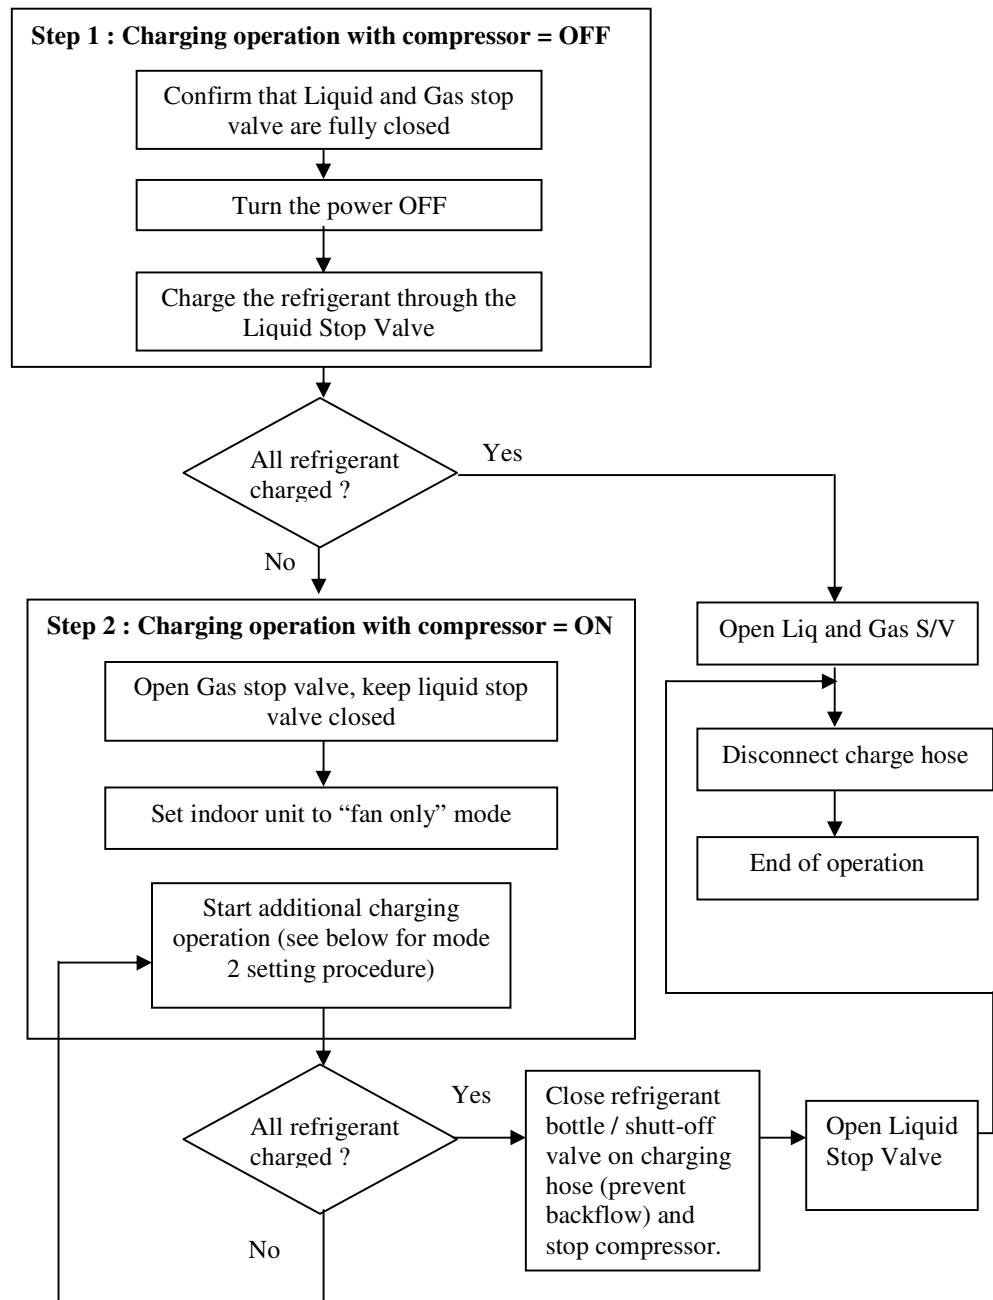 Step 1 : Charging operation with compressor = OFF
Confirm that Liquid and Gas stop
valve are fully closed
Turn the power OFF
Charge the refrigerant through the
Liquid Stop Valve
All refrigerant
charged ?
Yes
No
Step 2 : Charging operation with compressor = ON
Open Gas stop valve, keep liquid stop
valve closed
Set indoor unit to “fan only” mode
Start additional charging
operation (see below for mode
2 setting procedure)
Open Liq and Gas S/V
Disconnect charge hose
End of operation
All refrigerant
charged ?
Yes
No
Close refrigerant
bottle / shutt-off
valve on charging
hose (prevent
backflow) and
stop compressor.
Open Liquid
Stop Valve